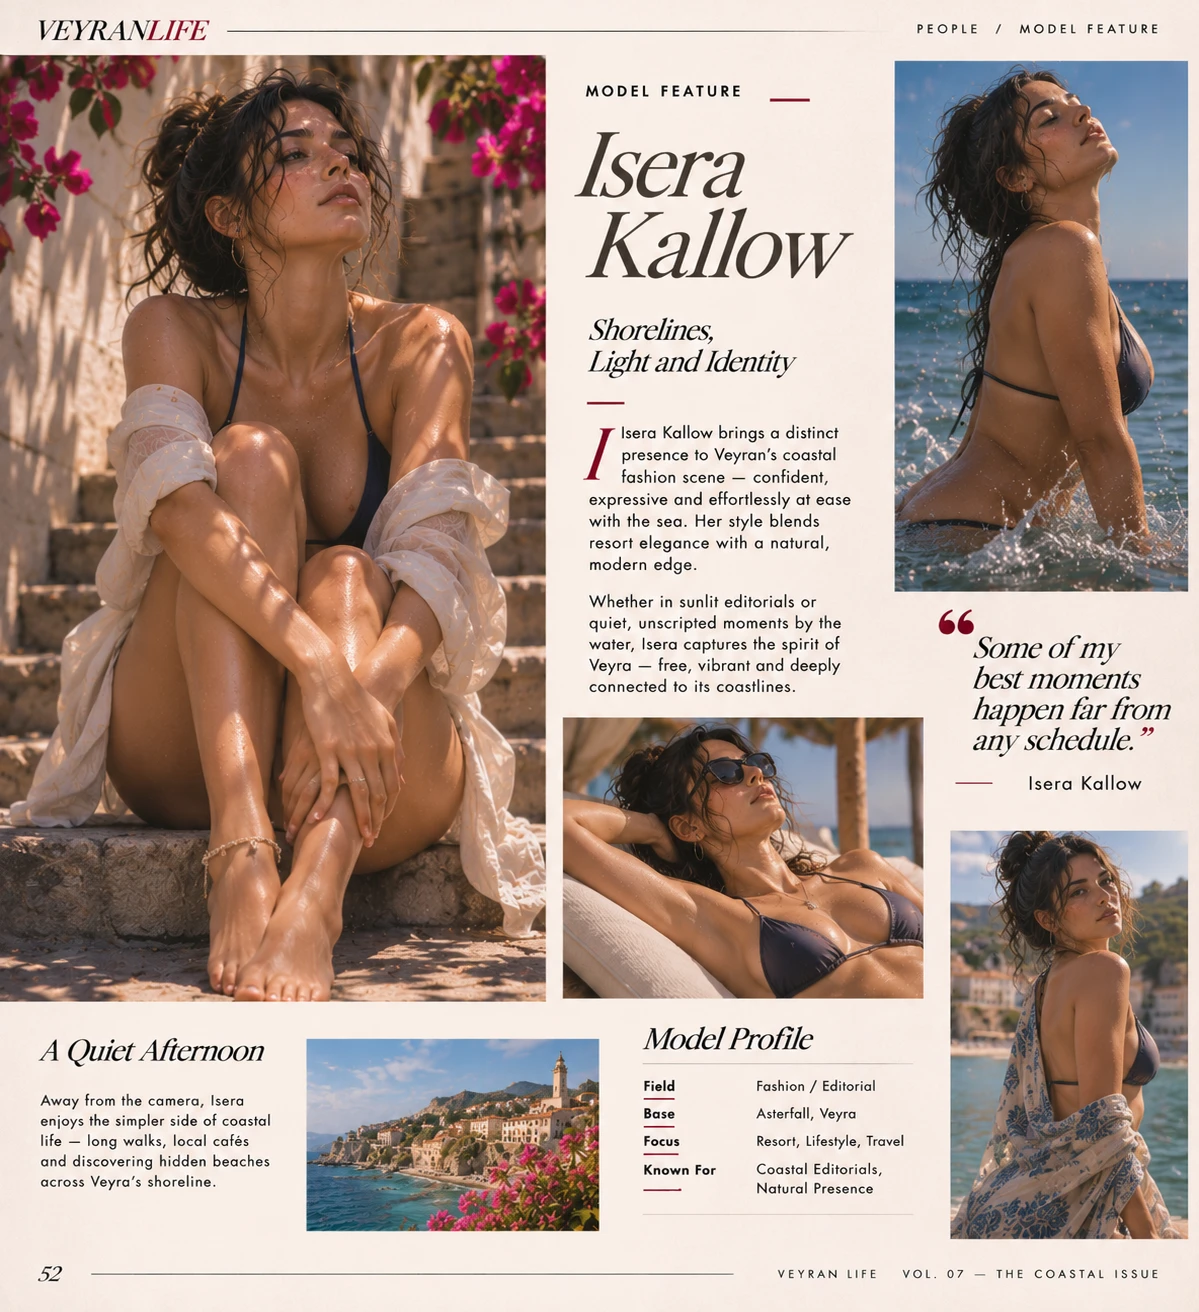 VEYRANLIFE
PEOPLE / MODEL FEATURE
MODEL FEATURE
Isera
Kallow
Shorelines,
Light and Identity
I Isera Kallow brings a distinct
presence to Veyran's coastal
fashion scene — confident,
expressive and effortlessly at ease
with the sea. Her style blends
resort elegance with a natural,
modern edge.
Whether in sunlit editorials or
quiet, unscripted moments by the
water, Isera captures the spirit of
Veyra — free, vibrant and deeply
connected to its coastlines.
“Some of my
best moments
happen far from
any schedule.”
— Isera Kallow
A Quiet Afternoon
Away from the camera, Isera
enjoys the simpler side of coastal
life — long walks, local cafés
and discovering hidden beaches
across Veyra's shoreline.
Model Profile
Field Fashion / Editorial
Base Asterfall, Veyra
Focus Resort, Lifestyle, Travel
Known For Coastal Editorials,
Natural Presence
52
VEYRAN LIFE VOL. 07 — THE COASTAL ISSUE